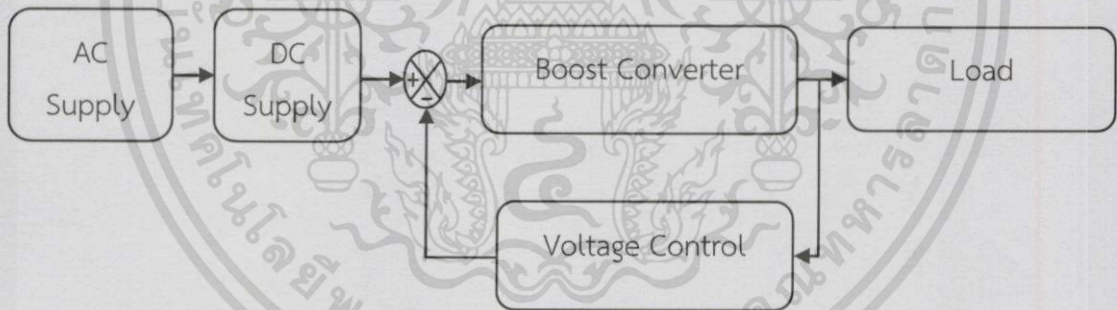 AC
Supply
DC
Supply
+
−
Boost Converter
Load
Voltage Control